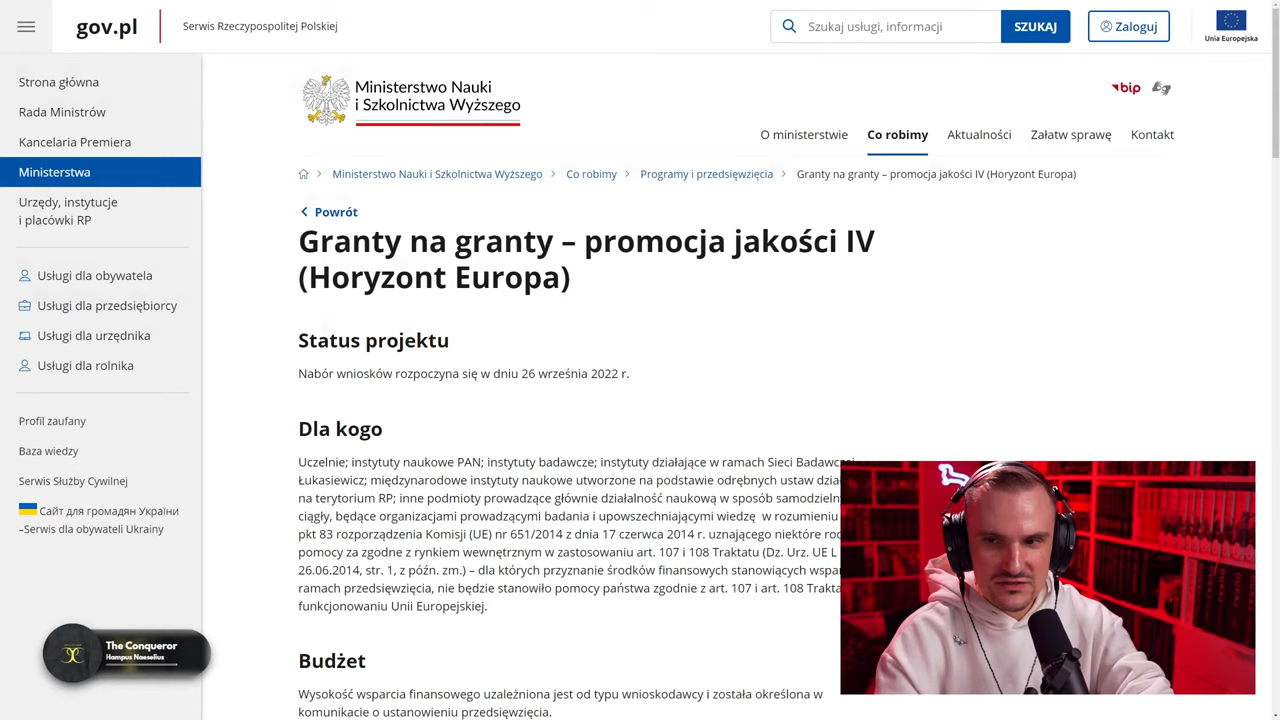 gov.pl
Serwis Rzeczypospolitej Polskiej
Szukaj usługi, informacji
SZUKAJ
Zaloguj
Unia Europejska
Strona główna
Rada Ministrów
Kancelaria Premiera
Ministerstwa
Urzędy, instytucje
i placówki RP
Usługi dla obywatela
Usługi dla przedsiębiorcy
Usługi dla urzędnika
Usługi dla rolnika
Profil zaufany
Baza wiedzy
Serwis Służby Cywilnej
Сайт для громадян України
–Serwis dla obywateli Ukrainy
The Conqueror
Hampus Naeselius
Ministerstwo Nauki
i Szkolnictwa Wyższego
bip
O ministerstwie
Co robimy
Aktualności
Załatw sprawę
Kontakt
Ministerstwo Nauki i Szkolnictwa Wyższego
Co robimy
Programy i przedsięwzięcia
Granty na granty – promocja jakości IV (Horyzont Europa)
Powrót
Granty na granty – promocja jakości IV
(Horyzont Europa)
Status projektu
Nabór wniosków rozpoczyna się w dniu 26 września 2022 r.
Dla kogo
Uczelnie; instytuty naukowe PAN; instytuty badawcze; instytuty działające w ramach Sieci Badawczej
Łukasiewicz; międzynarodowe instytuty naukowe utworzone na podstawie odrębnych ustaw dział
na terytorium RP; inne podmioty prowadzące głównie działalność naukową w sposób samodzieln
ciągły, będące organizacjami prowadzącymi badania i upowszechniającymi wiedzę w rozumieniu
pkt 83 rozporządzenia Komisji (UE) nr 651/2014 z dnia 17 czerwca 2014 r. uznającego niektóre rod
pomocy za zgodne z rynkiem wewnętrznym w zastosowaniu art. 107 i 108 Traktatu (Dz. Urz. UE L
26.06.2014, str. 1, z późn. zm.) – dla których przyznanie środków finansowych stanowiących wspa
ramach przedsięwzięcia, nie będzie stanowiło pomocy państwa zgodnie z art. 107 i art. 108 Trakta
funkcjonowaniu Unii Europejskiej.
Budżet
Wysokość wsparcia finansowego uzależniona jest od typu wnioskodawcy i została określona w
komunikacie o ustanowieniu przedsięwzięcia.